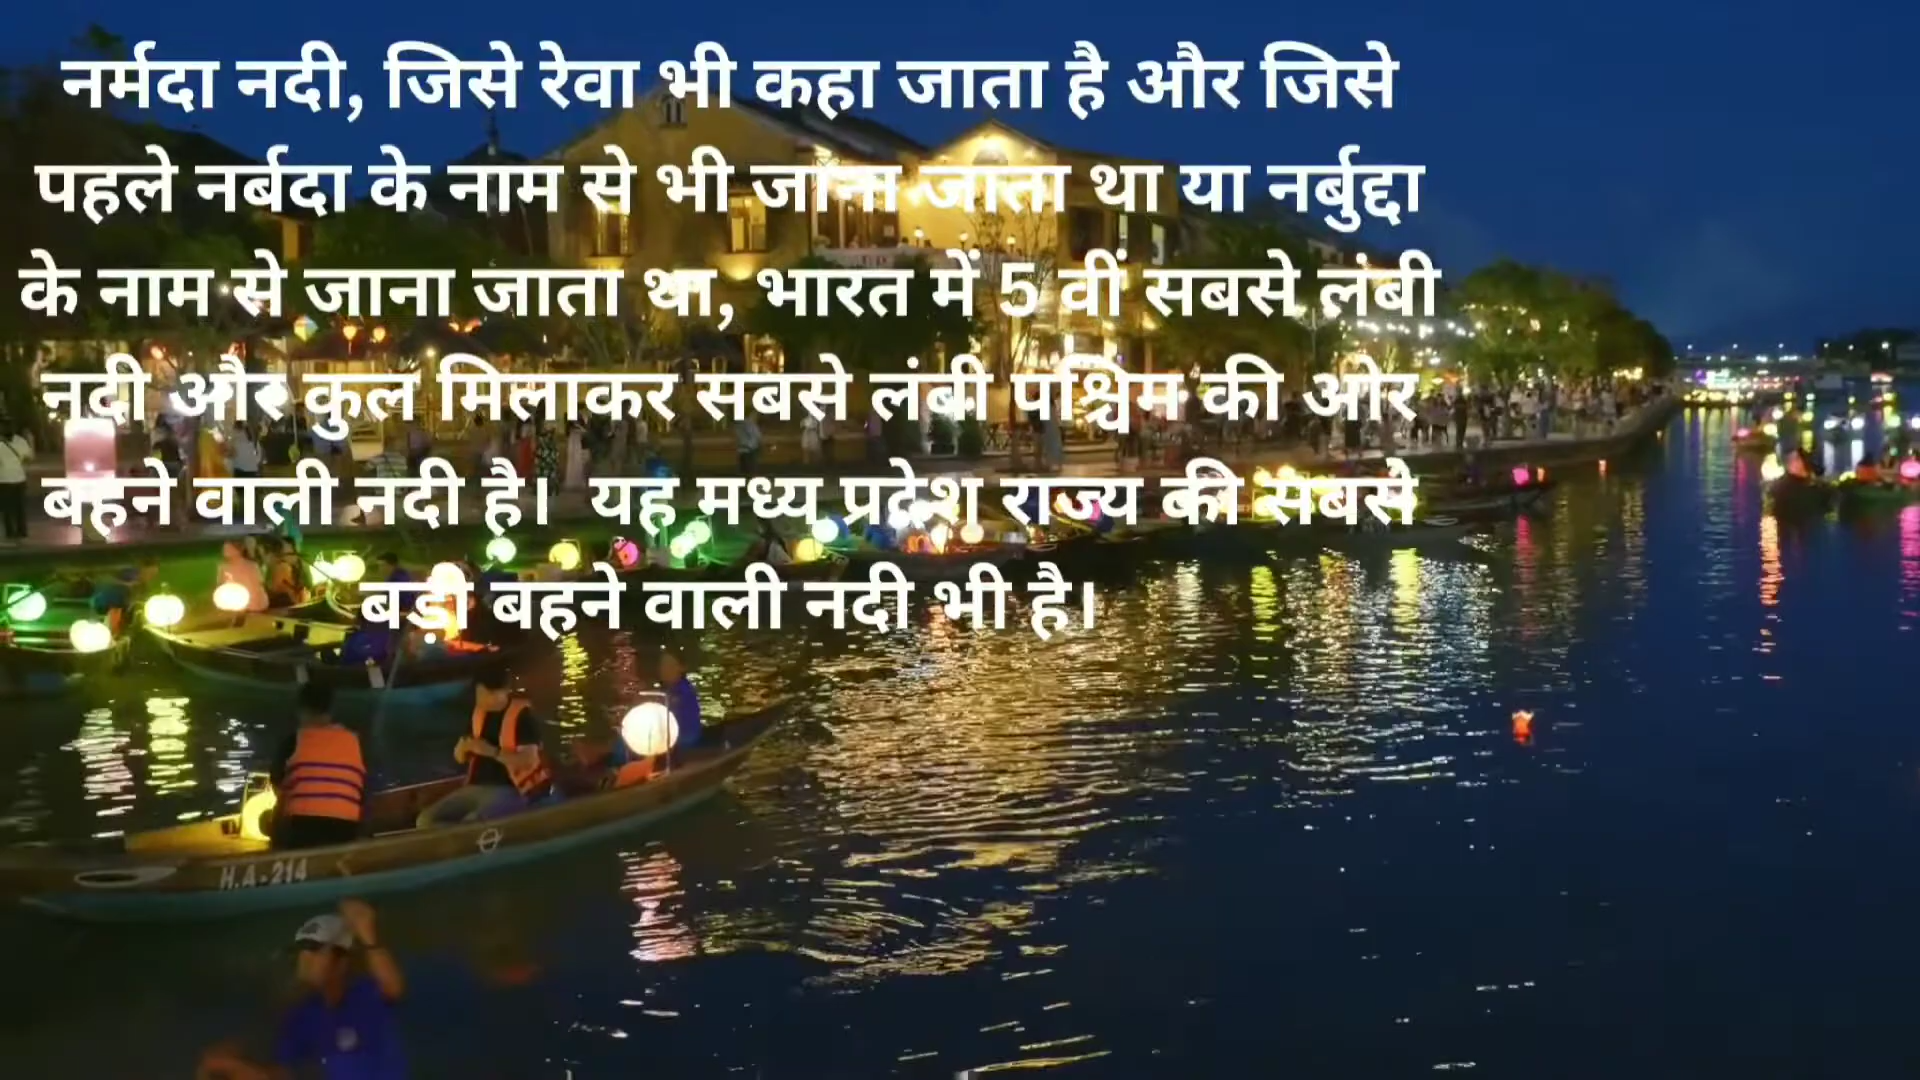 नर्मदा नदी, जिसे रेवा भी कहा जाता है और जिसे
पहले नर्बदा के नाम से भी जाना जाता था या नर्बुद्दा
के नाम से जाना जाता था, भारत में 5 वीं सबसे लंबी
नदी और कुल मिलाकर सबसे लंबी पश्चिम की ओर
बहने वाली नदी है। यह मध्य प्रदेश राज्य की सबसे
बड़ी बहने वाली नदी भी है।
H.A-214